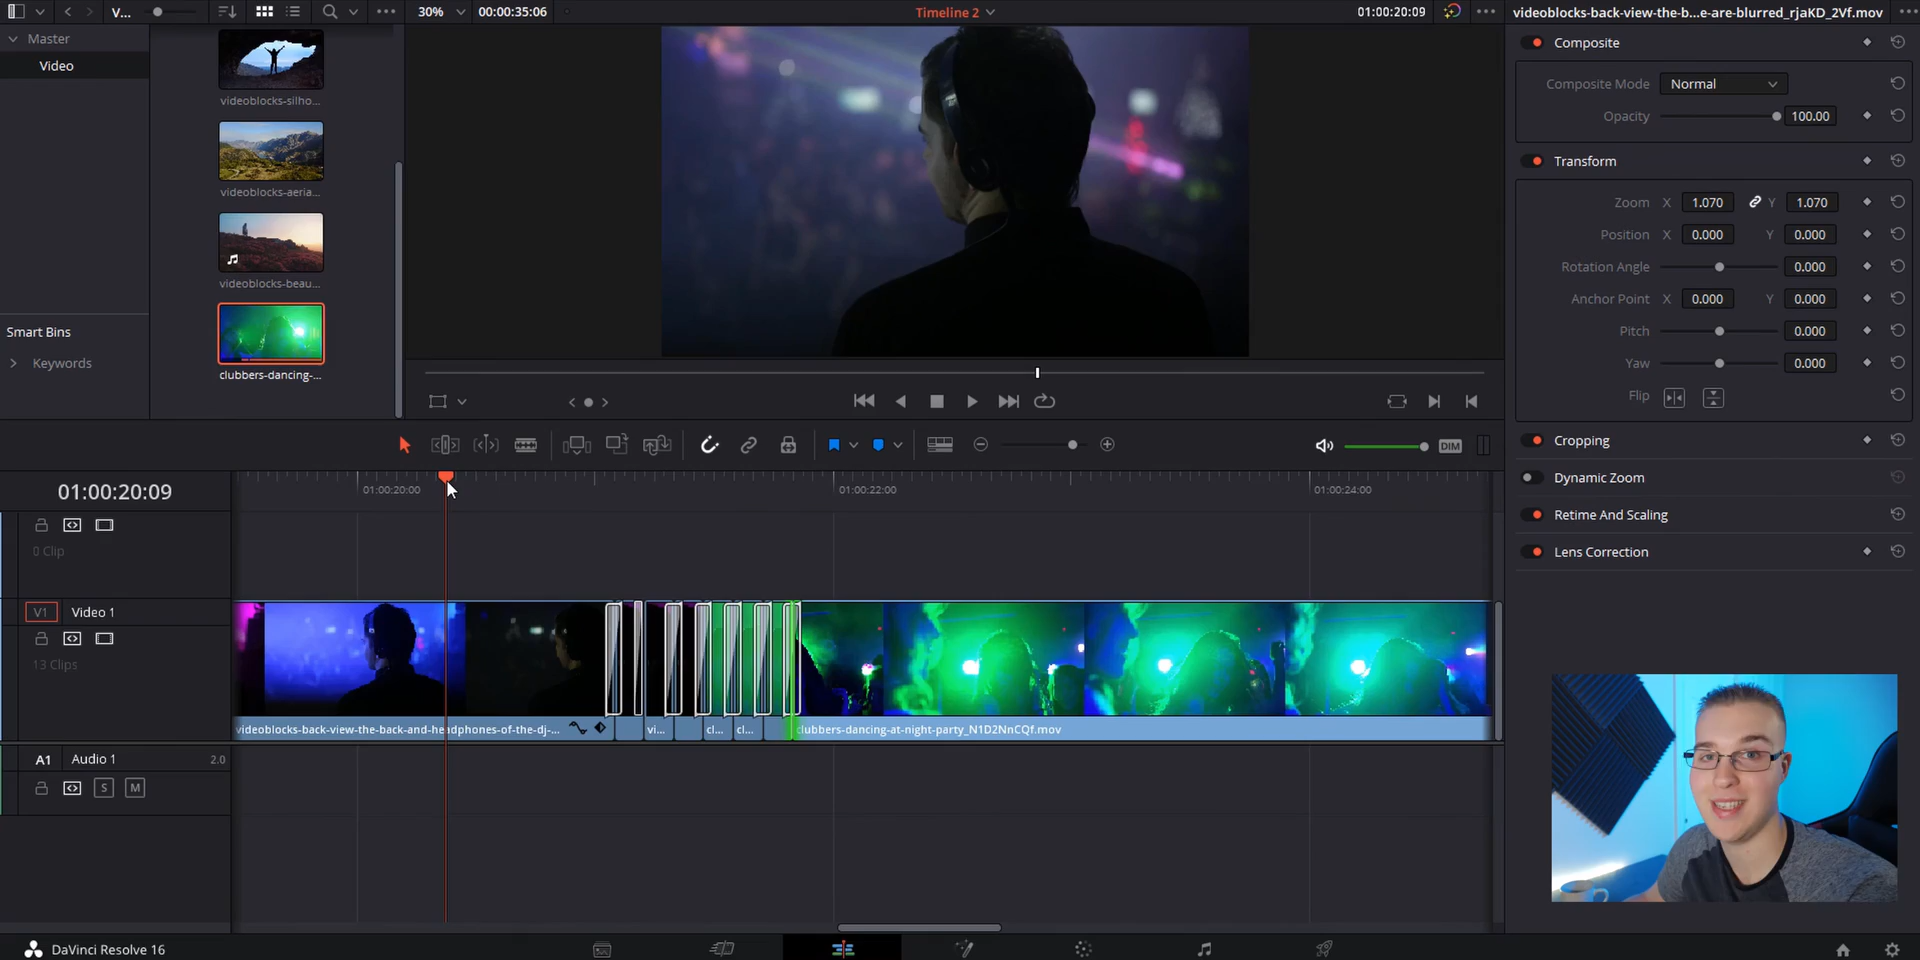 V...
30%
00:00:35:06
Timeline 2
01:00:20:09
videoblocks-back-view-the-b...e-are-blurred_rjaKD_2Vf.mov
Master
Video
videoblocks-silho...
videoblocks-aeria...
videoblocks-beau...
clubbers-dancing-...
Smart Bins
Keywords
Composite
Composite Mode
Normal
Opacity
100.00
Transform
Zoom X 1.070 Y 1.070
Position X 0.000 Y 0.000
Rotation Angle 0.000
Anchor Point X 0.000 Y 0.000
Pitch 0.000
Yaw 0.000
Flip
Cropping
Dynamic Zoom
Retime And Scaling
Lens Correction
DIM
01:00:20:09
01:00:20:00
01:00:22:00
01:00:24:00
0 Clip
V1 Video 1
13 Clips
videoblocks-back-view-the-back-and-headphones-of-the-dj-...
vi...
cl...
cl...
clubbers-dancing-at-night-party_N1D2NnCQf.mov
A1 Audio 1 2.0
S M
DaVinci Resolve 16